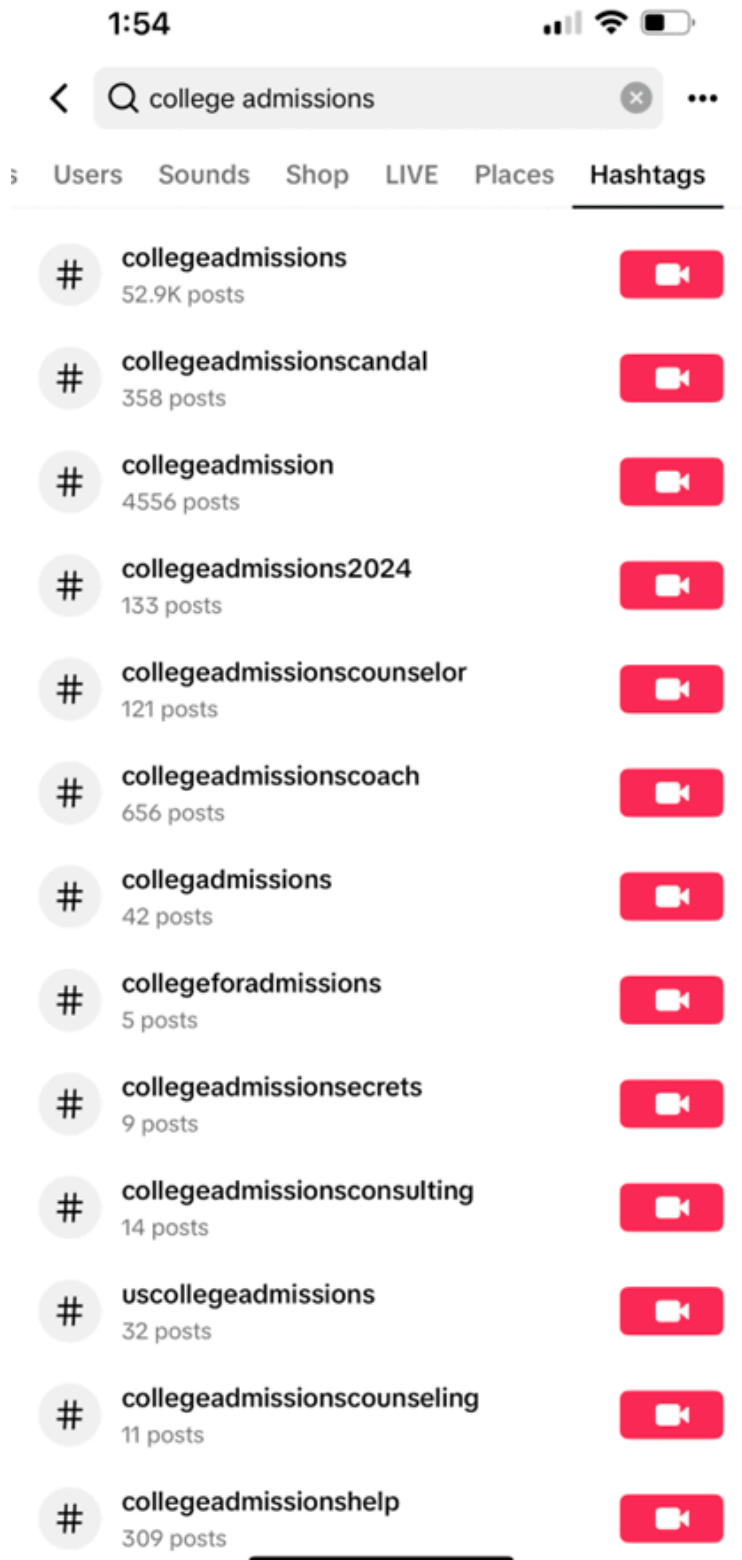 1:54
college admissions
s Users Sounds Shop LIVE Places Hashtags
# collegeadmissions
52.9K posts
# collegeadmissionscandal
358 posts
# collegeadmission
4556 posts
# collegeadmissions2024
133 posts
# collegeadmissionscounselor
121 posts
# collegeadmissionscoach
656 posts
# collegadmissions
42 posts
# collegeforadmissions
5 posts
# collegeadmissionsecrets
9 posts
# collegeadmissionsconsulting
14 posts
# uscollegeadmissions
32 posts
# collegeadmissionscounseling
11 posts
# collegeadmissionshelp
309 posts